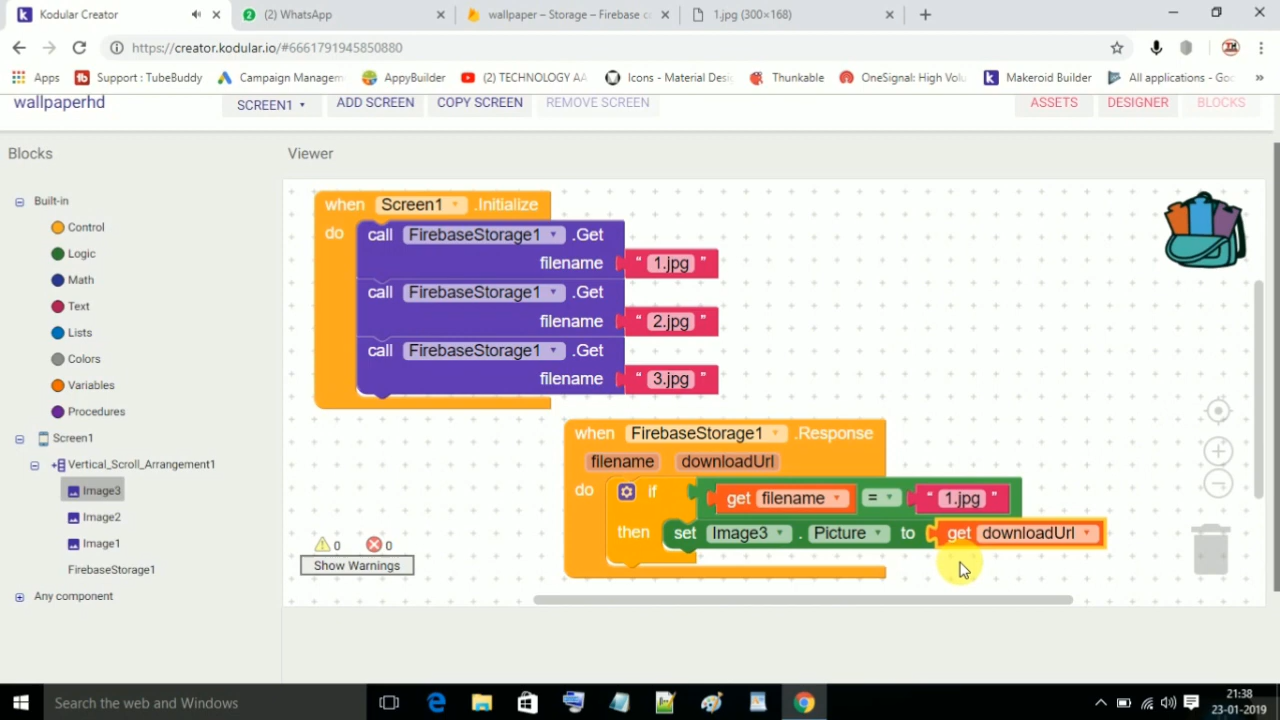 Kodular Creator
(2) WhatsApp
wallpaper – Storage – Firebase c
1.jpg (300×168)
https://creator.kodular.io/#6661791945850880
Apps
Support : TubeBuddy
Campaign Managem
AppyBuilder
(2) TECHNOLOGY AA
Icons - Material Desi
Thunkable
OneSignal: High Volu
Makeroid Builder
All applications - Goo
»
wallpaperhd
SCREEN1
ADD SCREEN
COPY SCREEN
REMOVE SCREEN
ASSETS
DESIGNER
BLOCKS
Blocks
Viewer
Built-in
Control
Logic
Math
Text
Lists
Colors
Variables
Procedures
Screen1
Vertical_Scroll_Arrangement1
Image3
Image2
Image1
FirebaseStorage1
Any component
when Screen1 .Initialize
do call FirebaseStorage1 .Get
filename “ 1.jpg ”
call FirebaseStorage1 .Get
filename “ 2.jpg ”
call FirebaseStorage1 .Get
filename “ 3.jpg ”
when FirebaseStorage1 .Response
filename downloadUrl
do if get filename = “ 1.jpg ”
then set Image3 . Picture to get downloadUrl
0 0
Show Warnings
Search the web and Windows
21:38
23-01-2019